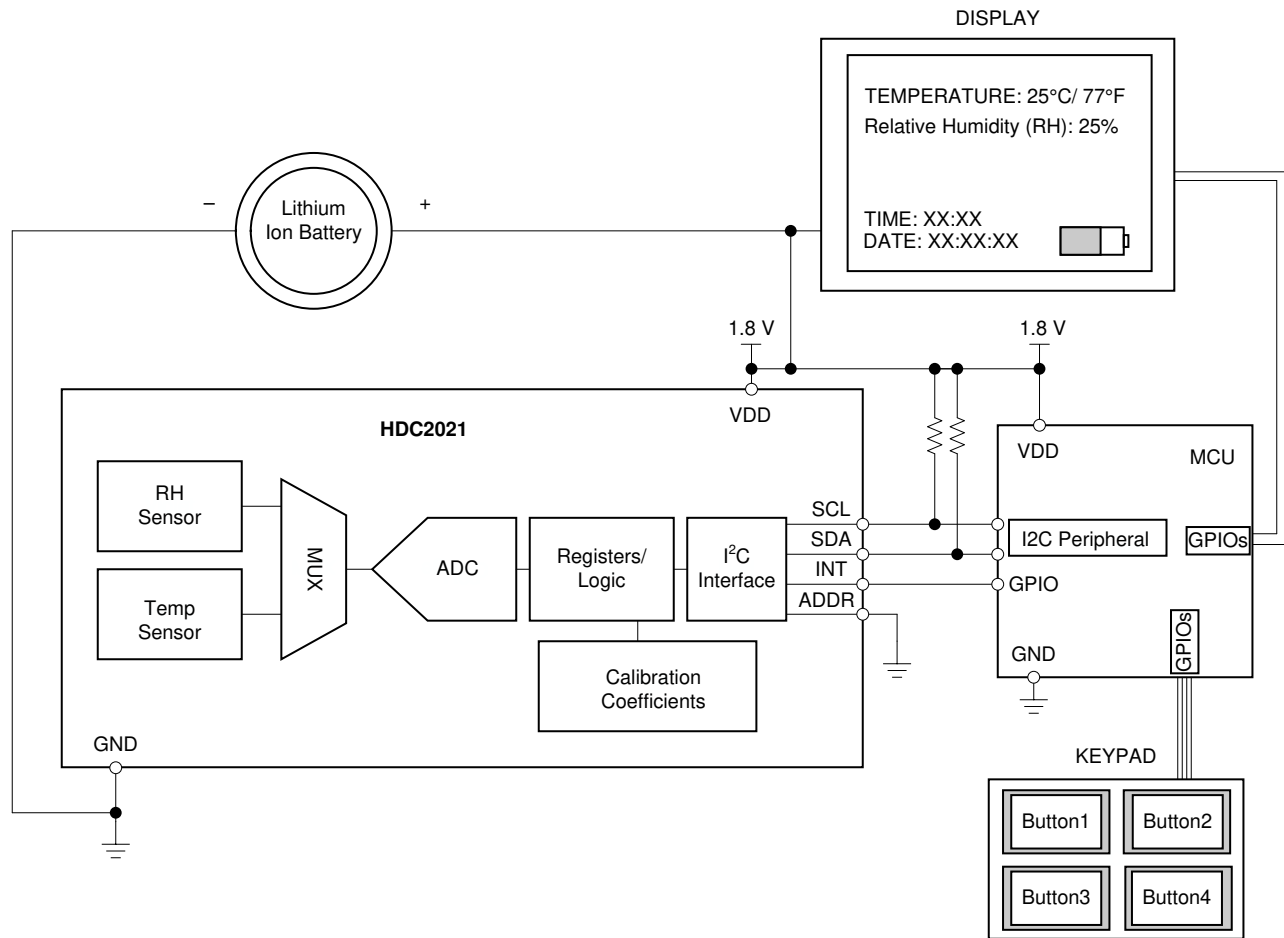 DISPLAY
TEMPERATURE: 25°C/ 77°F
Relative Humidity (RH): 25%
TIME: XX:XX
DATE: XX:XX:XX
–
Lithium
Ion Battery
+
1.8 V
1.8 V
VDD
HDC2021
RH
Sensor
Temp
Sensor
MUX
ADC
Registers/
Logic
I²C
Interface
Calibration
Coefficients
SCL
SDA
INT
ADDR
GND
VDD
MCU
I2C Peripheral
GPIOs
GPIO
GND
GPIOs
KEYPAD
Button1
Button2
Button3
Button4